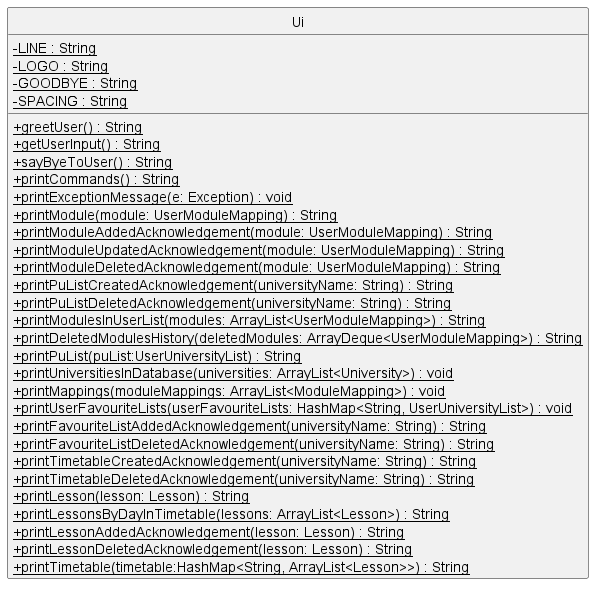 Ui
-LINE : String
-LOGO : String
-GOODBYE : String
-SPACING : String
+greetUser() : String
+getUserInput() : String
+sayByeToUser() : String
+printCommands() : String
+printExceptionMessage(e: Exception) : void
+printModule(module: UserModuleMapping) : String
+printModuleAddedAcknowledgement(module: UserModuleMapping) : String
+printModuleUpdatedAcknowledgement(module: UserModuleMapping) : String
+printModuleDeletedAcknowledgement(module: UserModuleMapping) : String
+printPuListCreatedAcknowledgement(universityName: String) : String
+printPuListDeletedAcknowledgement(universityName: String) : String
+printModulesInUserList(modules: ArrayList<UserModuleMapping>) : String
+printDeletedModulesHistory(deletedModules: ArrayDeque<UserModuleMapping>) : String
+printPuList(puList:UserUniversityList) : String
+printUniversitiesInDatabase(universities: ArrayList<University>) : void
+printMappings(moduleMappings: ArrayList<ModuleMapping>) : void
+printUserFavouriteLists(userFavouriteLists: HashMap<String, UserUniversityList>) : void
+printFavouriteListAddedAcknowledgement(universityName: String) : String
+printFavouriteListDeletedAcknowledgement(universityName: String) : String
+printTimetableCreatedAcknowledgement(universityName: String) : String
+printTimetableDeletedAcknowledgement(universityName: String) : String
+printLesson(lesson: Lesson) : String
+printLessonsByDayInTimetable(lessons: ArrayList<Lesson>) : String
+printLessonAddedAcknowledgement(lesson: Lesson) : String
+printLessonDeletedAcknowledgement(lesson: Lesson) : String
+printTimetable(timetable:HashMap<String, ArrayList<Lesson>>) : String